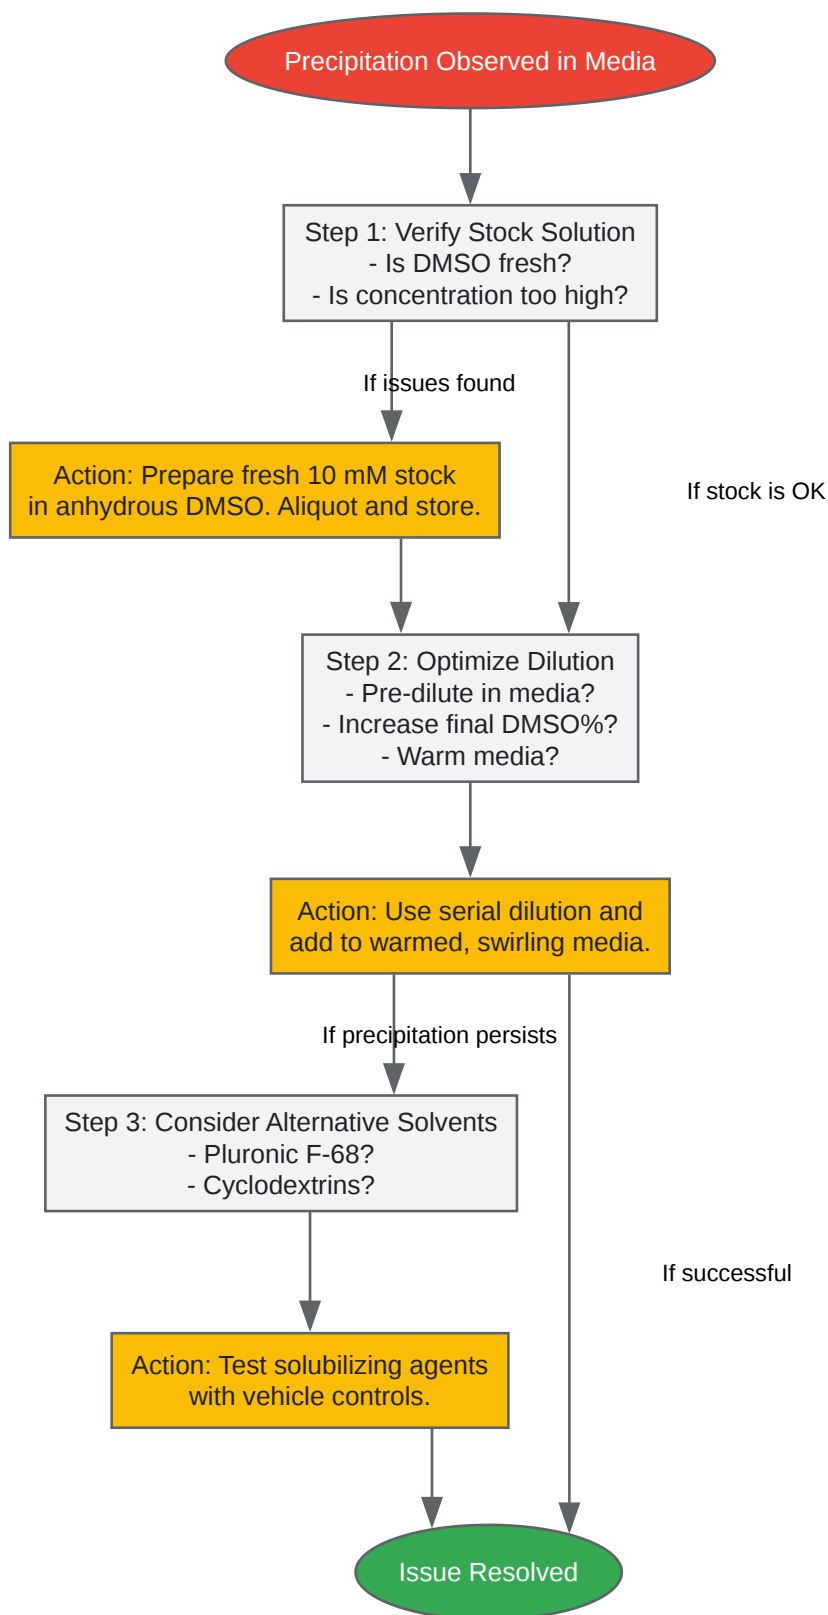 Precipitation Observed in Media
Step 1: Verify Stock Solution
- Is DMSO fresh?
- Is concentration too high?
If issues found
Action: Prepare fresh 10 mM stock
in anhydrous DMSO. Aliquot and store.
If stock is OK
Step 2: Optimize Dilution
- Pre-dilute in media?
- Increase final DMSO%?
- Warm media?
Action: Use serial dilution and
add to warmed, swirling media.
If precipitation persists
Step 3: Consider Alternative Solvents
- Pluronic F-68?
- Cyclodextrins?
If successful
Action: Test solubilizing agents
with vehicle controls.
Issue Resolved